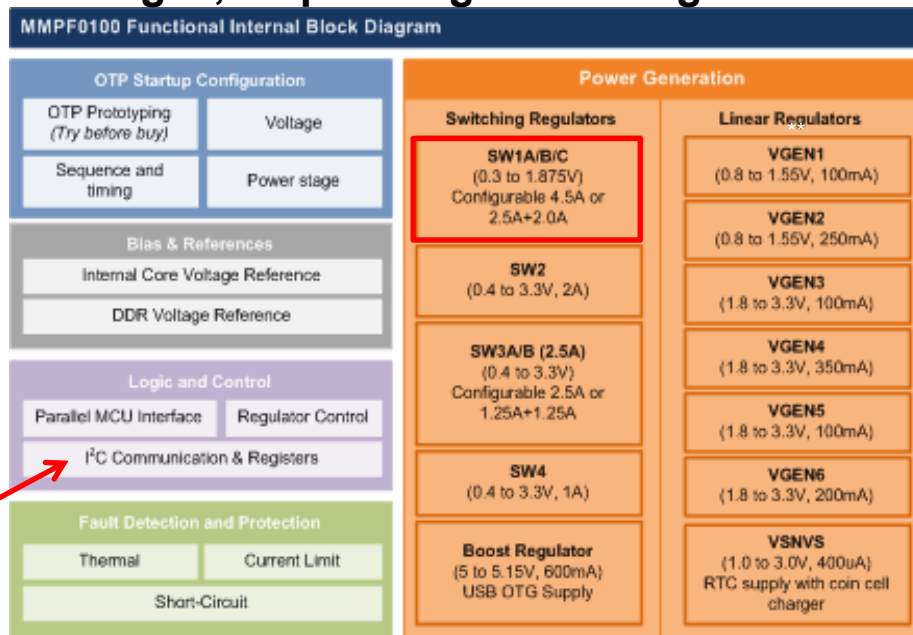 MMPF0100 Functional Internal Block Diagram
OTP Startup Configuration
OTP Prototyping
(Try before buy)
Voltage
Sequence and
timing
Power stage
Bias & References
Internal Core Voltage Reference
DDR Voltage Reference
Logic and Control
Parallel MCU Interface
Regulator Control
I²C Communication & Registers
Fault Detection and Protection
Thermal
Current Limit
Short-Circuit
Power Generation
Switching Regulators
SW1A/B/C
(0.3 to 1.875V)
Configurable 4.5A or
2.5A+2.0A
SW2
(0.4 to 3.3V, 2A)
SW3A/B (2.5A)
(0.4 to 3.3V)
Configurable 2.5A or
1.25A+1.25A
SW4
(0.4 to 3.3V, 1A)
Boost Regulator
(5 to 5.15V, 600mA)
USB OTG Supply
Linear Regulators
**
VGEN1
(0.8 to 1.55V, 100mA)
VGEN2
(0.8 to 1.55V, 250mA)
VGEN3
(1.8 to 3.3V, 100mA)
VGEN4
(1.8 to 3.3V, 350mA)
VGEN5
(1.8 to 3.3V, 100mA)
VGEN6
(1.8 to 3.3V, 200mA)
VSNVS
(1.0 to 3.0V, 400uA)
RTC supply with coin cell
charger